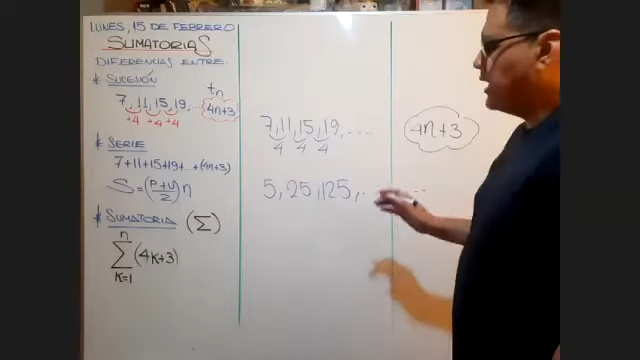 LUNES, 15 DE FEBRERO
SUMATORIAS
DIFERENCIAS ENTRE
* SUCESIÓN
tn
7, 11, 15, 19, ... 4n+3
+4 +4 +4
* SERIE
7+11+15+19+...+(4n+3)
S=(P+U/2)n
* SUMATORIA (Σ)
n
Σ(4K+3)
K=1
7, 11, 15, 19, ....
4 4 4
5, 25, 125, ...
4n+3